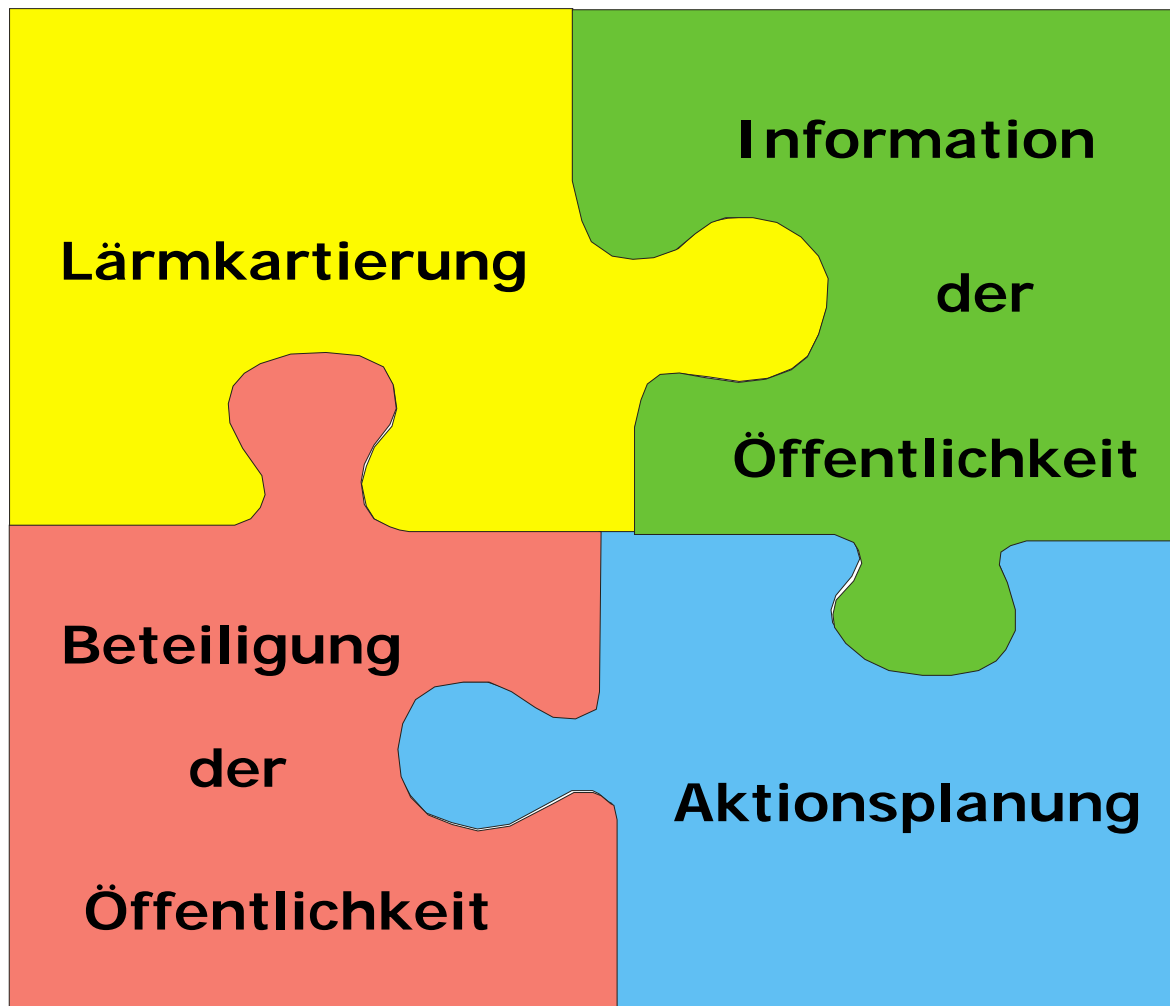 Lärmkartierung
Information
der
Öffentlichkeit
Beteiligung
der
Öffentlichkeit
Aktionsplanung